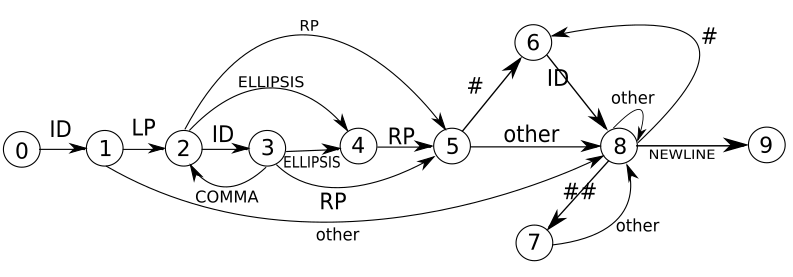 RP
6
#
ELLIPSIS
#
ID
other
ID
LP
ID
RP
other
0
1
2
3
ELLIPSIS
4
5
8
NEWLINE
9
COMMA
RP
##
other
other
7